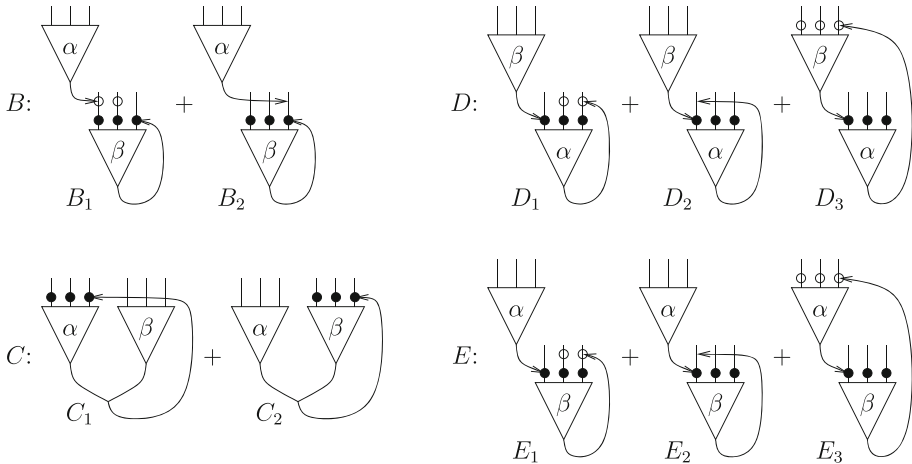 α α β β β
B: + D: + +
β β α α α
B₁ B₂ D₁ D₂ D₃
α α α
α β α β
C: + E: + +
β β β
C₁ C₂ E₁ E₂ E₃